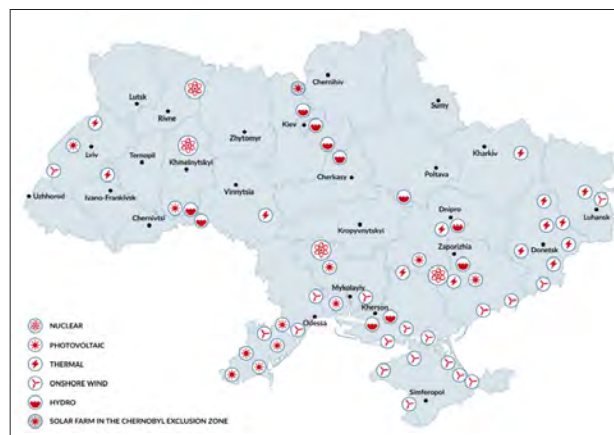 Chernihiv
Lutsk
Rivne
Sumy
Kiev
Zhytomyr
Kharkiv
Lviv
Ternopil
Khmelnytskyi
Cherkasy
Poltava
Uzhhorod
Ivano-Frankivsk
Vinnytsia
Chernivtsi
Dnipro
Luhansk
Kropyvnytskyi
Zaporizhia
Donetsk
Mykolayiv
Kherson
Odessa
Simferopol
NUCLEAR
PHOTOVOLTAIC
THERMAL
ONSHORE WIND
HYDRO
SOLAR FARM IN THE CHERNOBYL EXCLUSION ZONE